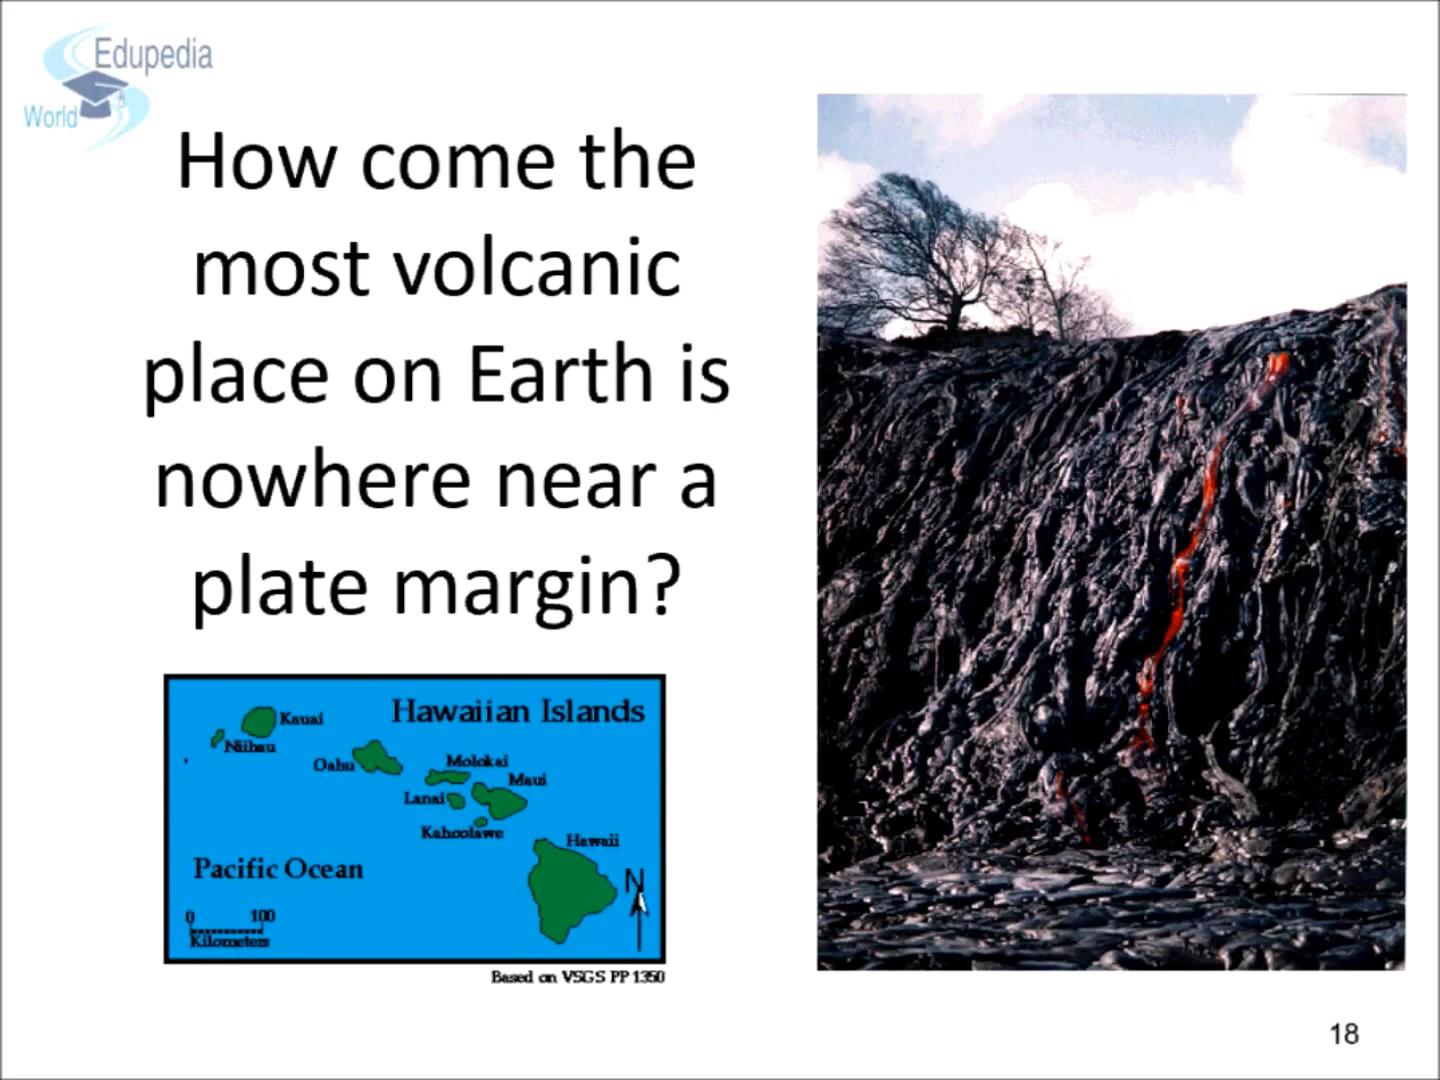 Edupedia
World
How come the
most volcanic
place on Earth is
nowhere near a
plate margin?
Hawaiian Islands
Kauai
Niihau
Oahu
Molokai
Maui
Lanai
Kahoolawe
Hawaii
Pacific Ocean
N
0 100
Kilometers
Based on VSGS PP 1350
18